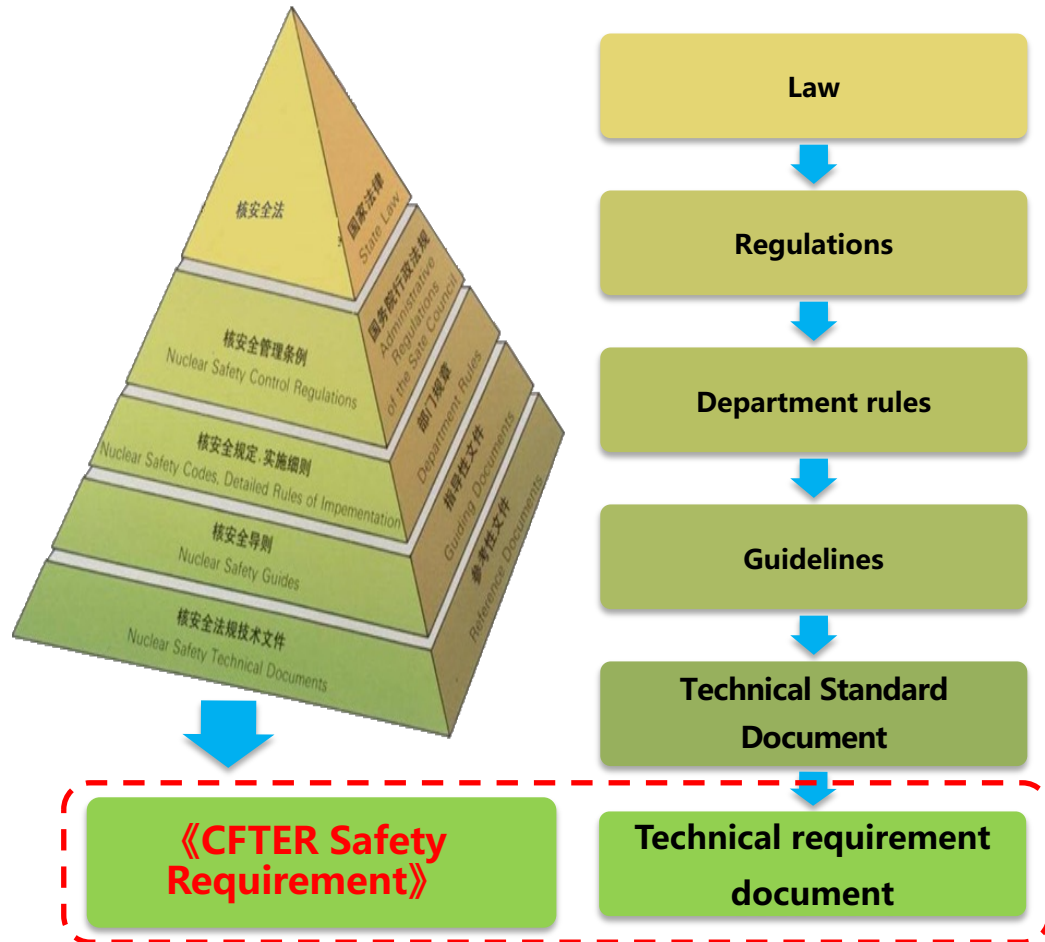 核安全法
国家法律
State Law
核安全管理条例
Nuclear Safety Control Regulations
国务院行政法规
Administrative
Regulations
of the Sate Council
核安全规定.实施细则
Nuclear Safety Codes, Detailed Rules of Impementation
部门规章
Department Rules
核安全导则
Nuclear Safety Guides
指导性文件
Guiding Documents
核安全法规技术文件
Nuclear Safety Technical Documents
参考性文件
Reference Documents
《CFTER Safety
Requirement》
Law
Regulations
Department rules
Guidelines
Technical Standard
Document
Technical requirement
document